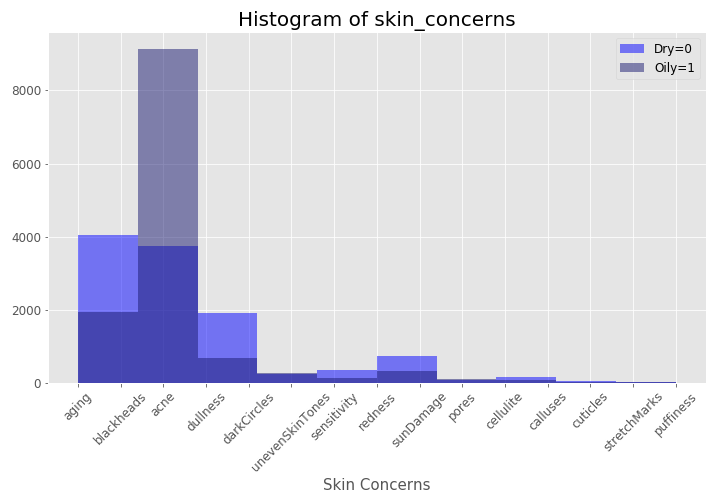 Histogram of skin_concerns
Dry=0
Oily=1
8000
6000
4000
2000
0
aging
blackheads
acne
dullness
darkCircles
unevenSkinTones
sensitivity
redness
sunDamage
pores
cellulite
calluses
cuticles
stretchMarks
puffiness
Skin Concerns